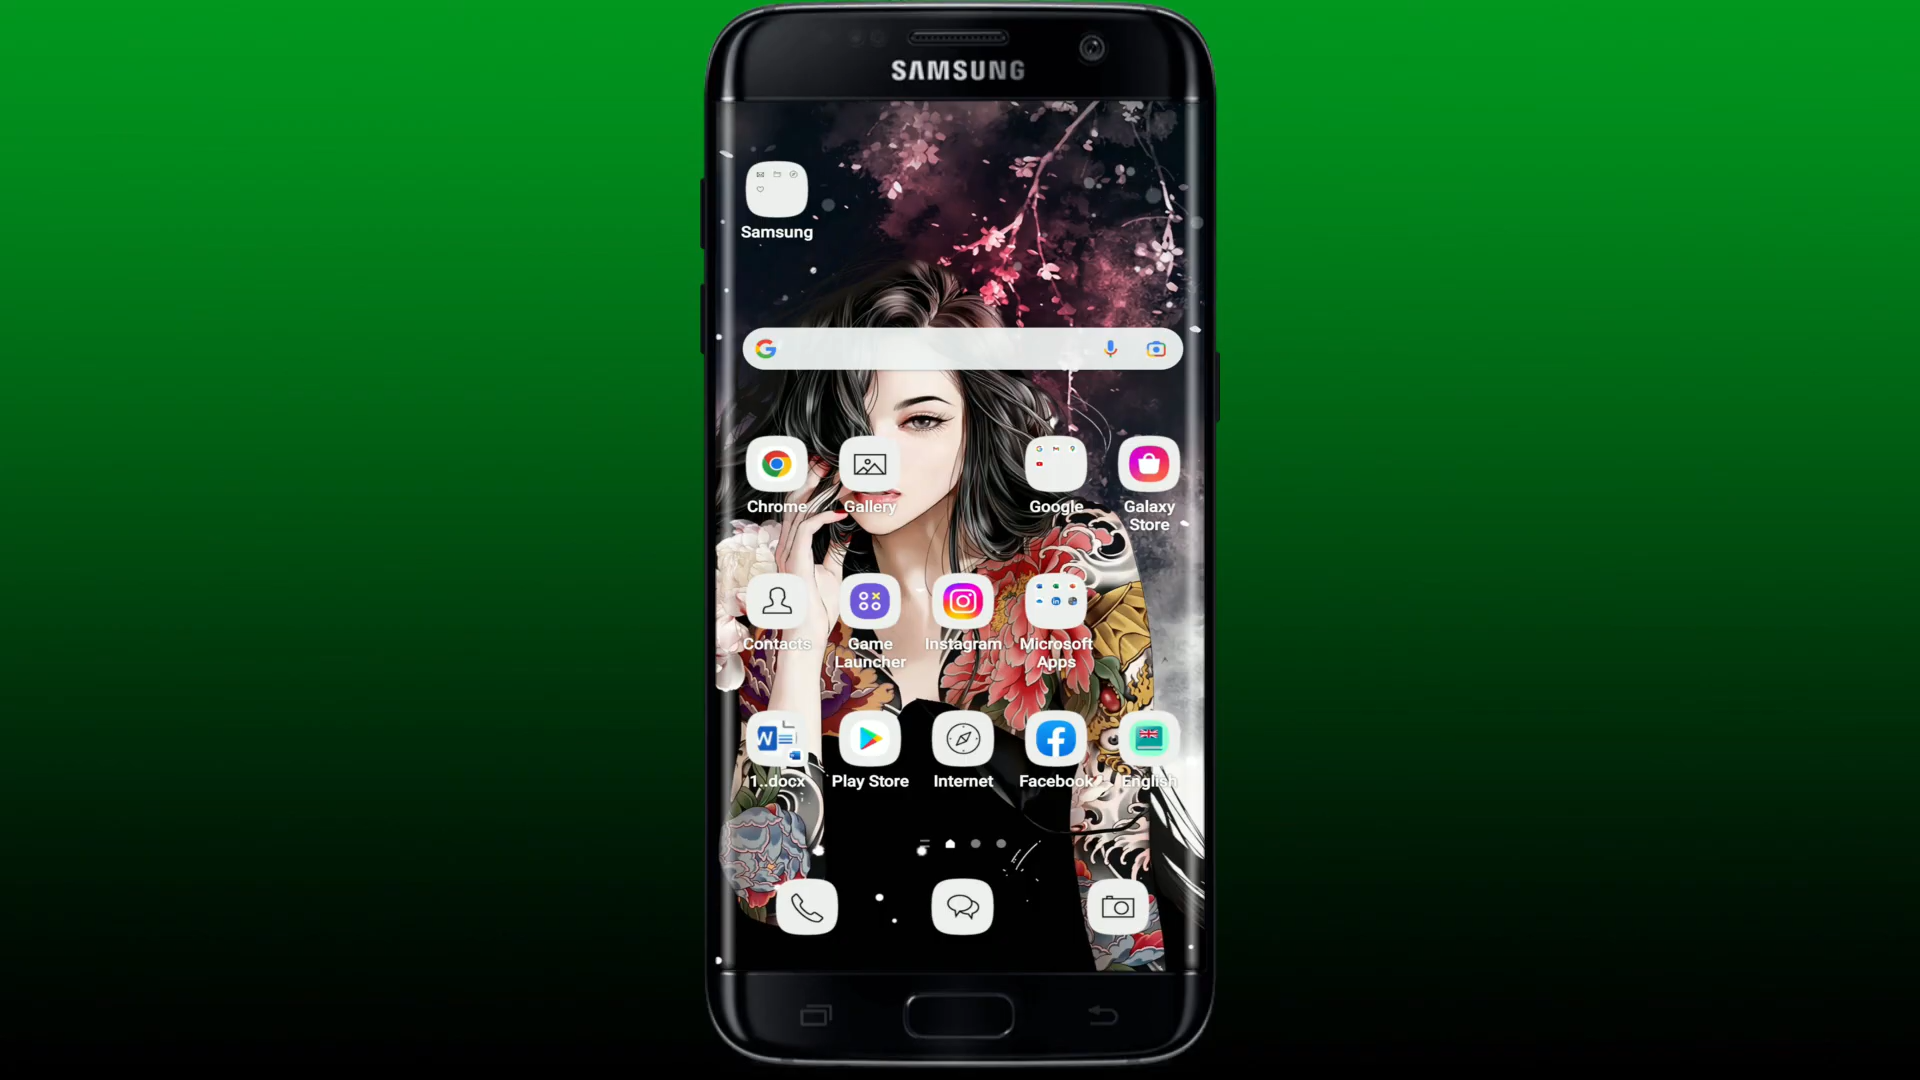 SAMSUNG
Samsung
Chrome
Gallery
Google
Galaxy
Store
Contacts
Game
Launcher
Instagram
Microsoft
Apps
1..docx
Play Store
Internet
Facebook
English